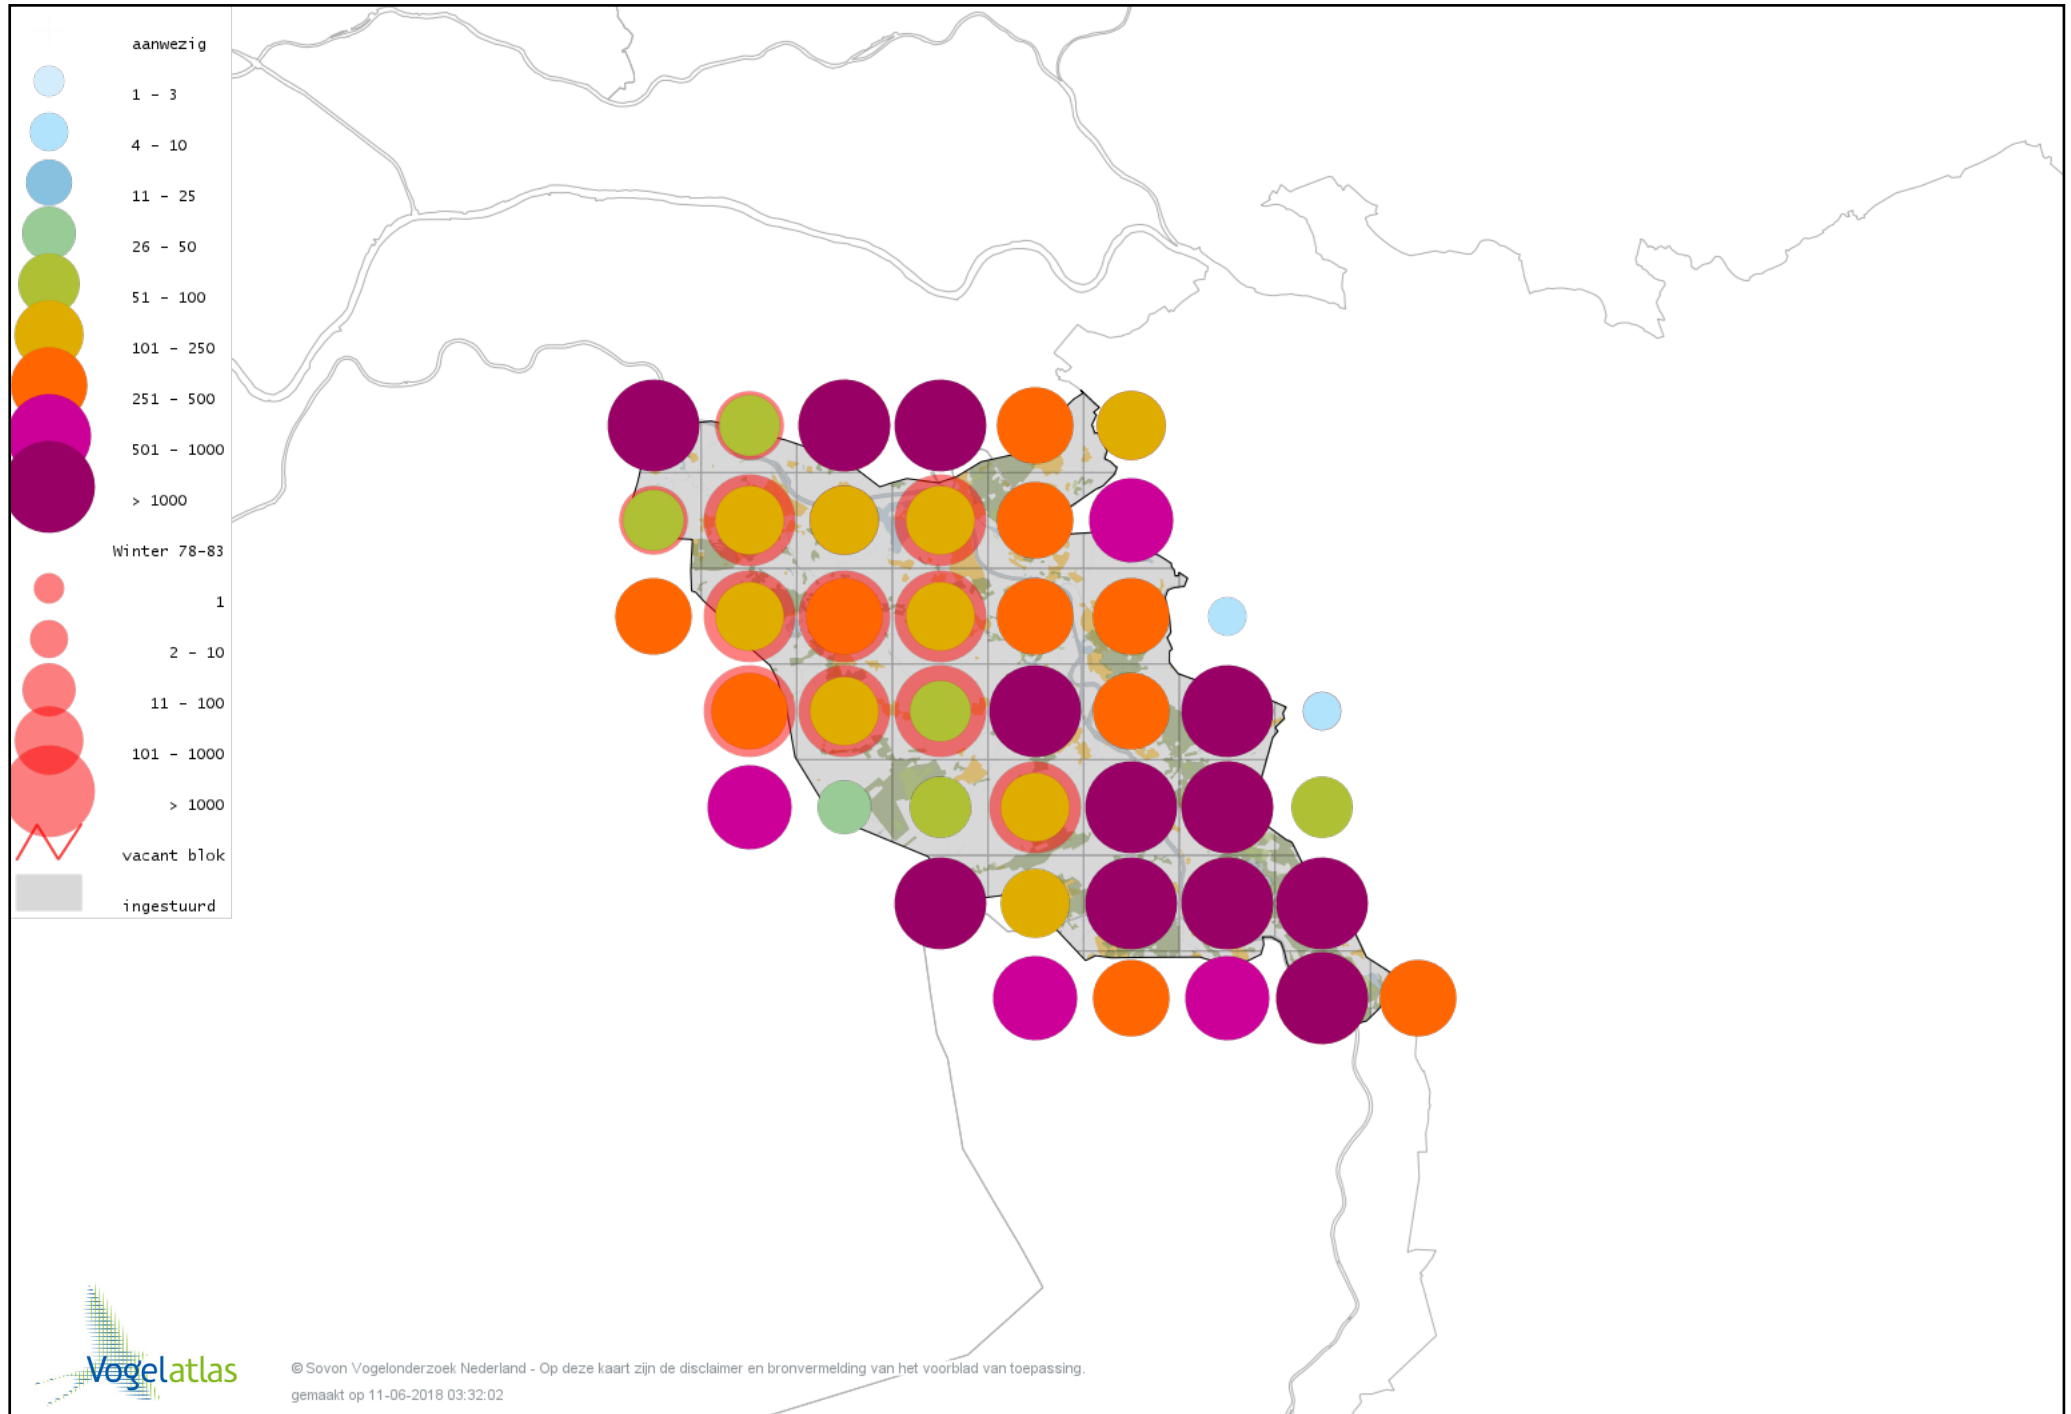 aanwezig
1 - 3
4 - 10
11 - 25
26 - 50
51 - 100
101 - 250
251 - 500
501 - 1000
> 1000
Winter 78-83
1
2 - 10
11 - 100
101 - 1000
> 1000
vacant blok
ingestuurd
Vogelatlas
© Sovon Vogelonderzoek Nederland - Op deze kaart zijn de disclaimer en bronvermelding van het voorblad van toepassing.
gemaakt op 11-06-2018 03:32:02